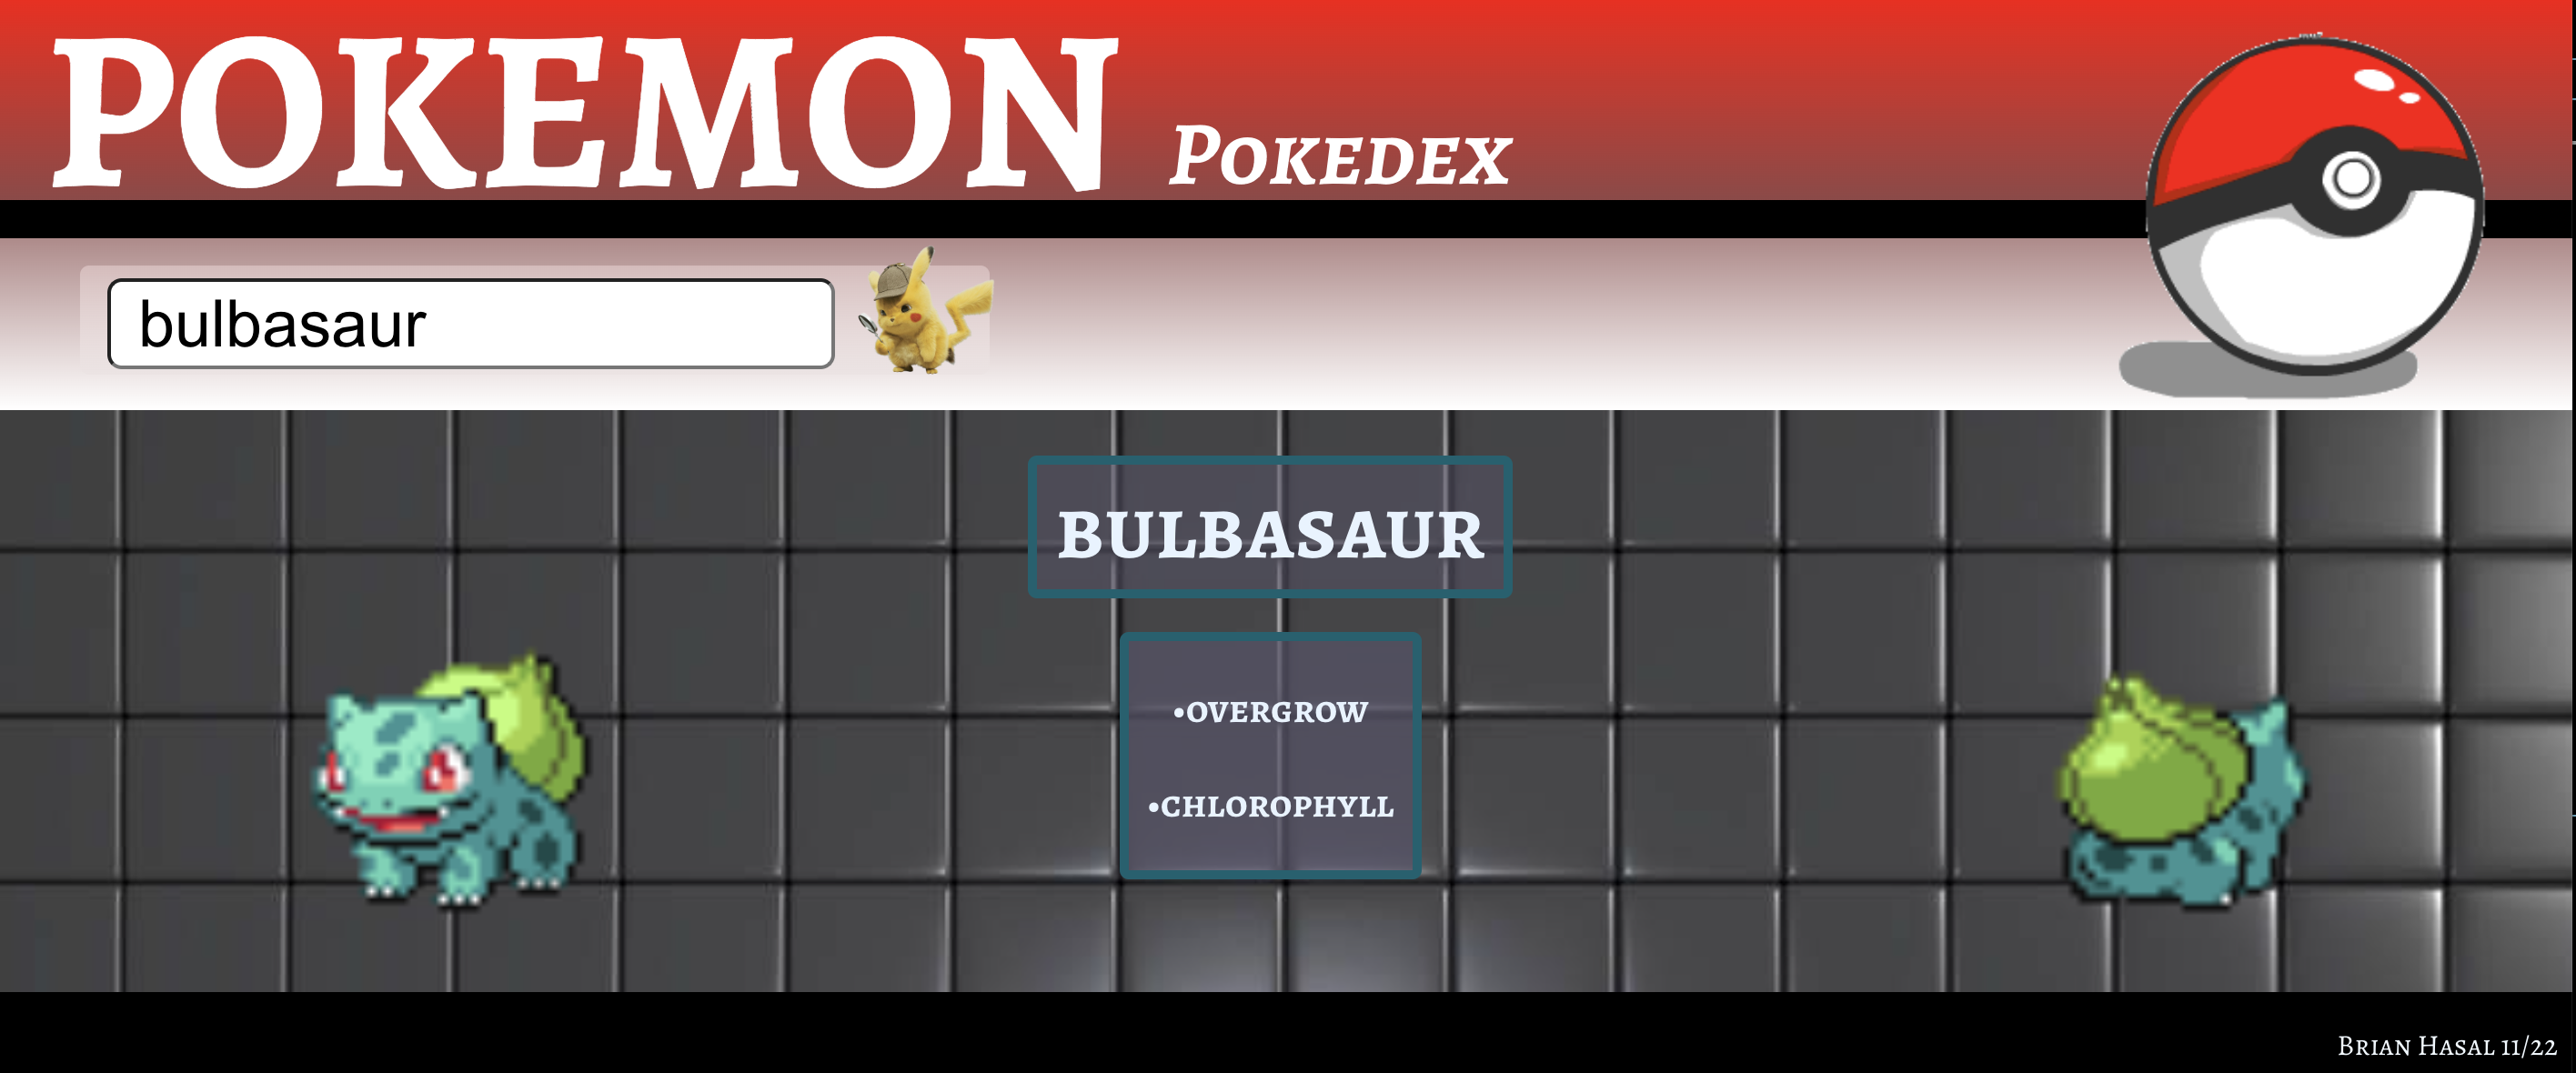 POKEMON POKEDEX
bulbasaur
BULBASAUR
•OVERGROW
•CHLOROPHYLL
BRIAN HASAL 11/22